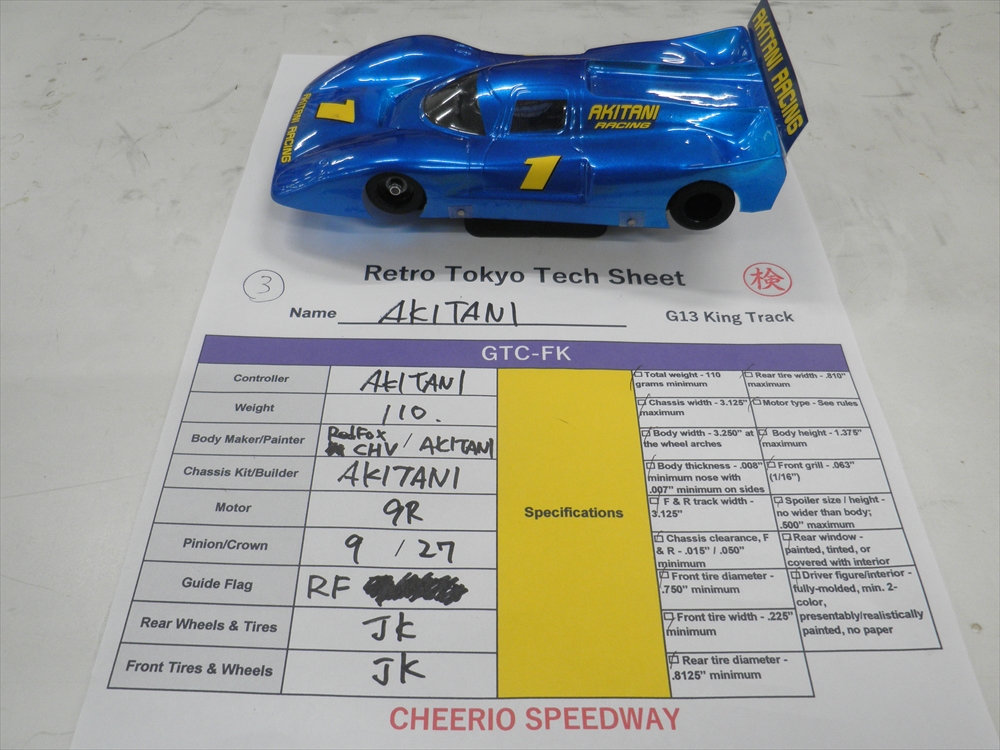 AKITANI RACING
1
AKITANI RACING
AKITANI
RACING
1
Retro Tokyo Tech Sheet
検
3
Name AKITANI
G13 King Track
GTC-FK
Controller AKITANI
Weight 110.
Body Maker/Painter RedFox CHV / AKITANI
Chassis Kit/Builder AKITANI
Motor 9R
Pinion/Crown 9 / 27
Guide Flag RF
Rear Wheels & Tires JK
Front Tires & Wheels JK
Specifications
Total weight - 110
grams minimum
Rear tire width - .810"
maximum
Chassis width - 3.125"
maximum
Motor type - See rules
Body width - 3.250" at
the wheel arches
Body height - 1.375"
maximum
Body thickness - .008"
minimum nose with
.007" minimum on sides
Front grill - .063"
(1/16")
F & R track width -
3.125"
Spoiler size / height -
no wider than body;
.500" maximum
Chassis clearance, F
& R - .015" / .050"
minimum
Rear window -
painted, tinted, or
covered with interior
Front tire diameter -
.750" minimum
Driver figure/interior -
fully-molded, min. 2-
color,
presentably/realistically
painted, no paper
Front tire width - .225"
minimum
Rear tire diameter -
.8125" minimum
CHEERIO SPEEDWAY